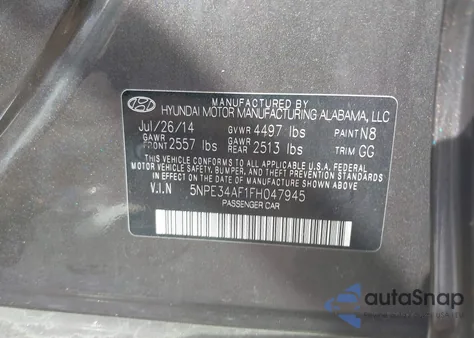 MANUFACTURED BY
HYUNDAI MOTOR MANUFACTURING ALABAMA, LLC
Jul/26/14 GVWR 4497 lbs PAINT N8
GAWR FRONT 2557 lbs GAWR REAR 2513 lbs TRIM GG
THIS VEHICLE CONFORMS TO ALL APPLICABLE U.S.A. FEDERAL
MOTOR VEHICLE SAFETY, BUMPER, AND THEFT PREVENTION STANDARDS
IN EFFECT ON THE DATE OF MANUFACTURE SHOWN ABOVE.
V.I.N 5NPE34AF1FH047945
PASSENGER CAR
autoSnap